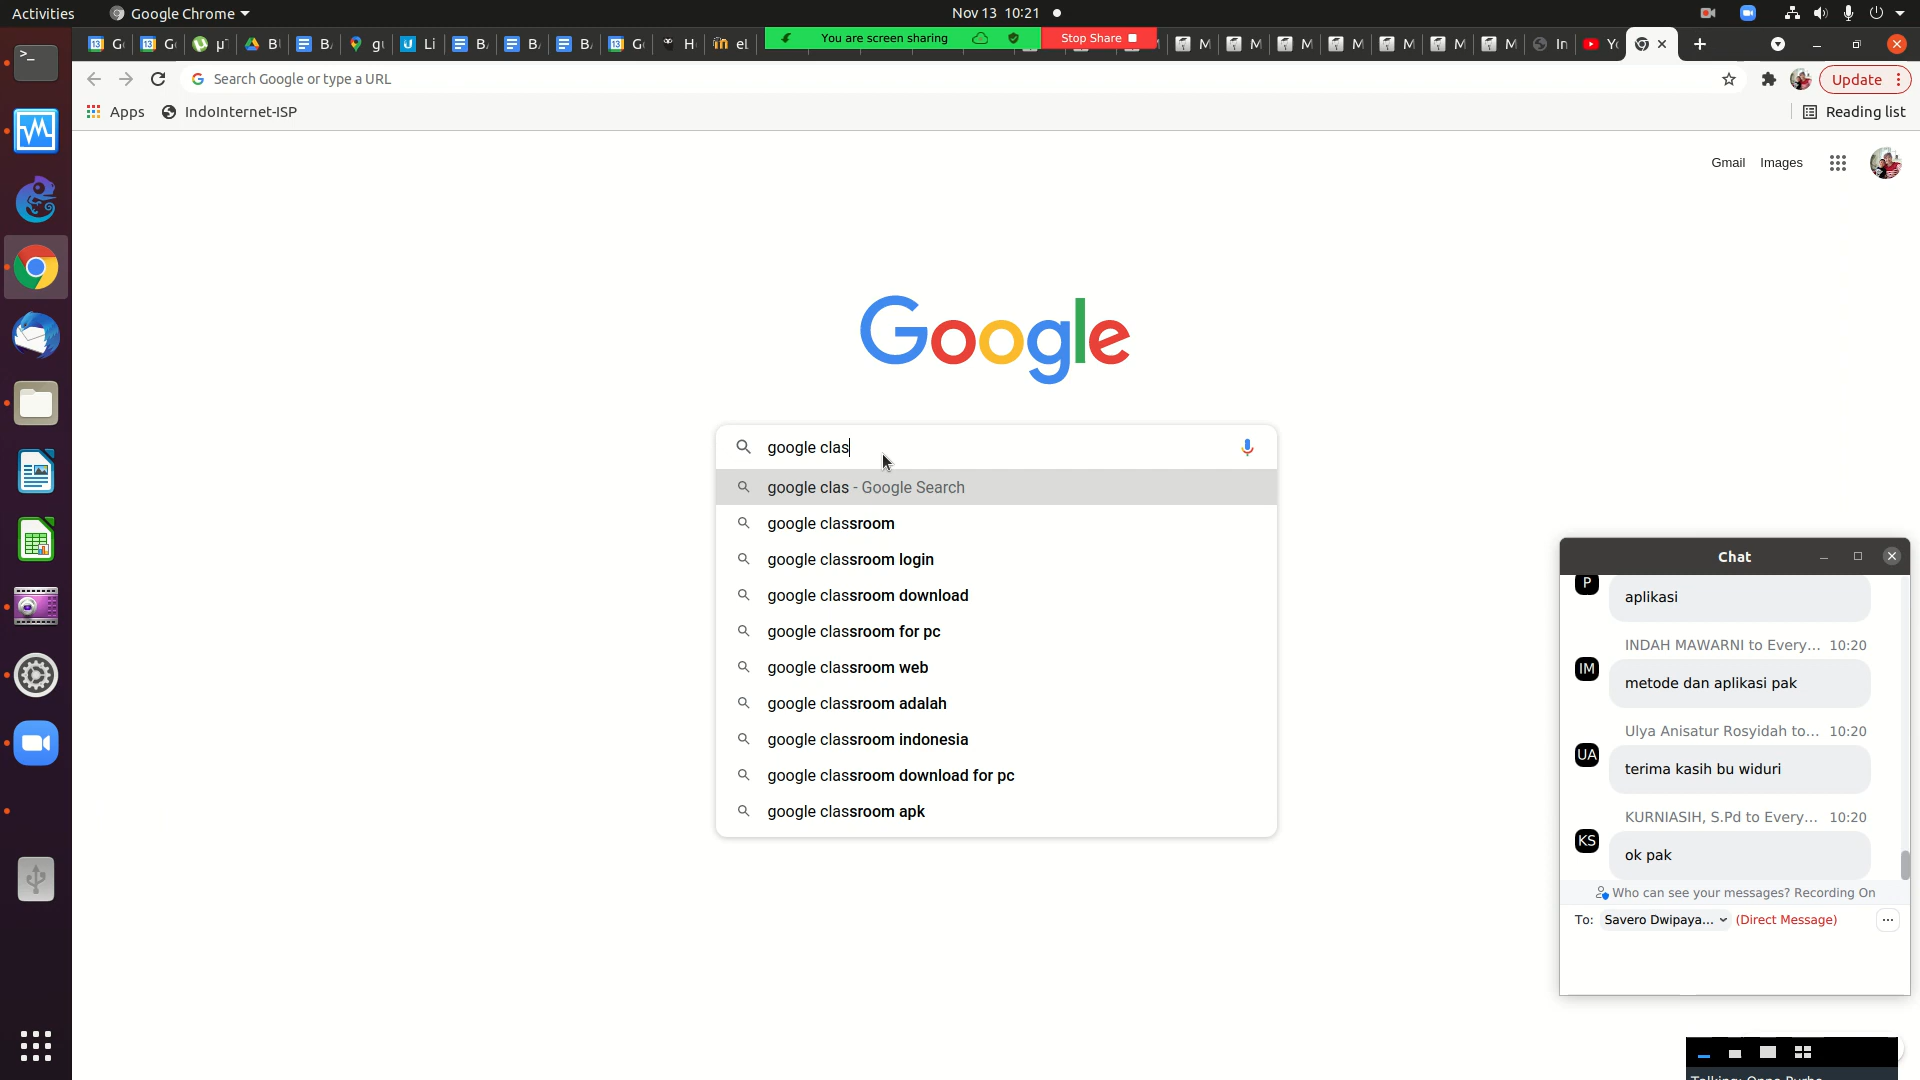 Activities
Google Chrome
Nov 13 10:21
You are screen sharing
Stop Share
Search Google or type a URL
Update
Apps
IndoInternet-ISP
Reading list
Gmail
Images
Google
google clas
google clas - Google Search
google classroom
google classroom login
google classroom download
google classroom for pc
google classroom web
google classroom adalah
google classroom indonesia
google classroom download for pc
google classroom apk
Chat
P
aplikasi
INDAH MAWARNI to Every... 10:20
IM
metode dan aplikasi pak
Ulya Anisatur Rosyidah to... 10:20
UA
terima kasih bu widuri
KURNIASIH, S.Pd to Every... 10:20
KS
ok pak
Who can see your messages? Recording On
To: Savero Dwipaya... (Direct Message)